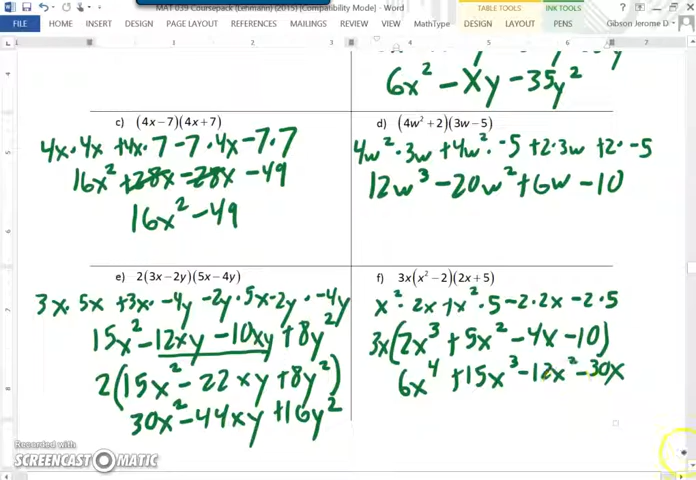 MAT 039 Coursepack (Lehmann) (2015) [Compatibility Mode] - Word
TABLE TOOLS
INK TOOLS
DESIGN PAGE LAYOUT REFERENCES MAILINGS REVIEW VIEW MathType DESIGN LAYOUT PENS Gibson Jerome D
6x² - xy - 35y²
c) (4x-7)(4x+7)
4x·4x +4x·7 -7·4x -7·7
16x² +28x -28x -49
16x² -49
d) (4w²+2)(3w-5)
4w²·3w +4w²·-5 +2·3w +2·-5
12w³ -20w² +6w -10
e) 2(3x-2y)(5x-4y)
3x·5x +3x·-4y -2y·5x -2y·-4y
15x² -12xy -10xy +8y²
2(15x² -22xy +8y²)
30x² -44xy +16y²
f) 3x(x²-2)(2x+5)
x²·2x +x²·5 -2·2x -2·5
3x(2x³ +5x² -4x -10)
6x⁴ +15x³ -12x² -30x
Recorded with
SCREENCAST-O-MATIC